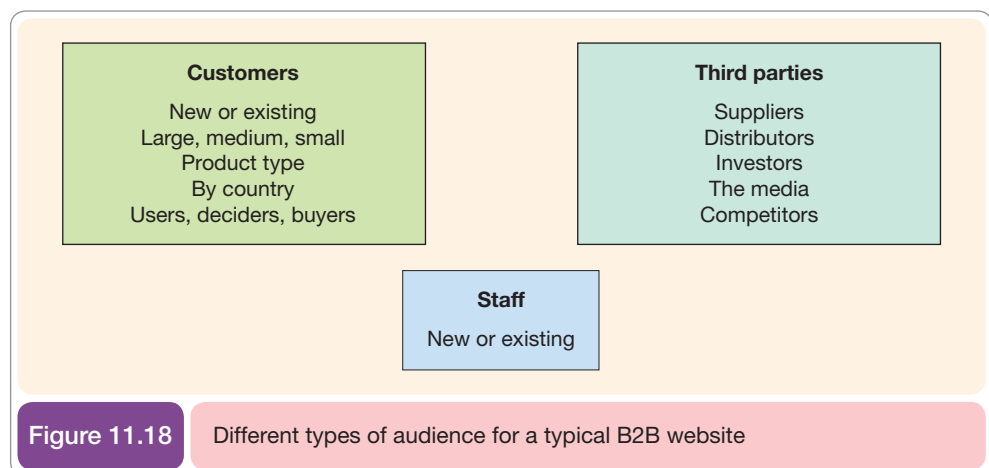 Customers
New or existing
Large, medium, small
Product type
By country
Users, deciders, buyers
Third parties
Suppliers
Distributors
Investors
The media
Competitors
Staff
New or existing
Figure 11.18
Different types of audience for a typical B2B website